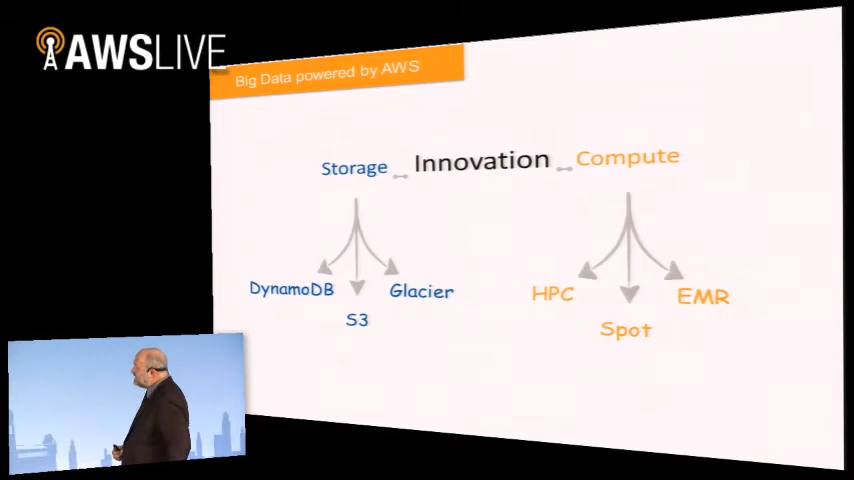 AWSLIVE
Big Data powered by AWS
Storage Innovation Compute
DynamoDB Glacier
S3
HPC EMR
Spot